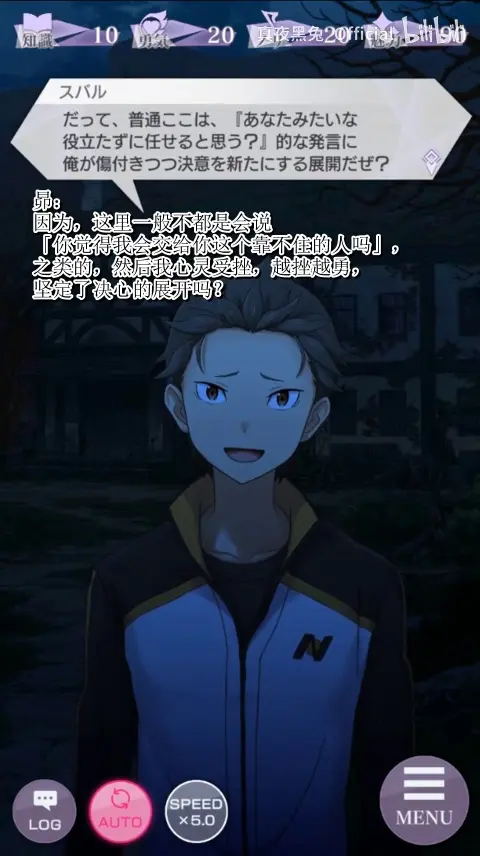 知識 10 勇気 20 20 90
真夜黑兔_Official bilibili
スバル
だって、普通ここは、『あなたみたいな
役立たずに任せると思う？』的な発言に
俺が傷付きつつ決意を新たにする展開だぜ？
昴：
因为，这里一般不都是会说
「你觉得我会交给你这个靠不住的人吗」，
之类的，然后我心灵受挫，越挫越勇，
坚定了决心的展开吗？
N
LOG
AUTO
SPEED
×5.0
MENU